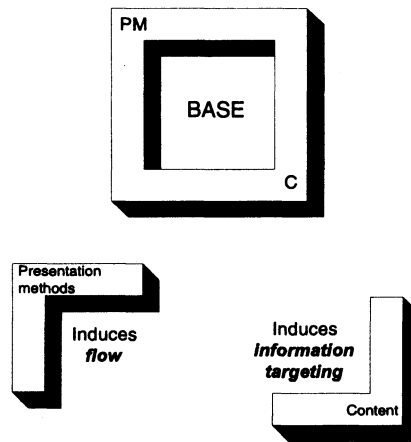 PM
BASE
C
Presentation
methods
Induces
flow
Induces
information
targeting
Content